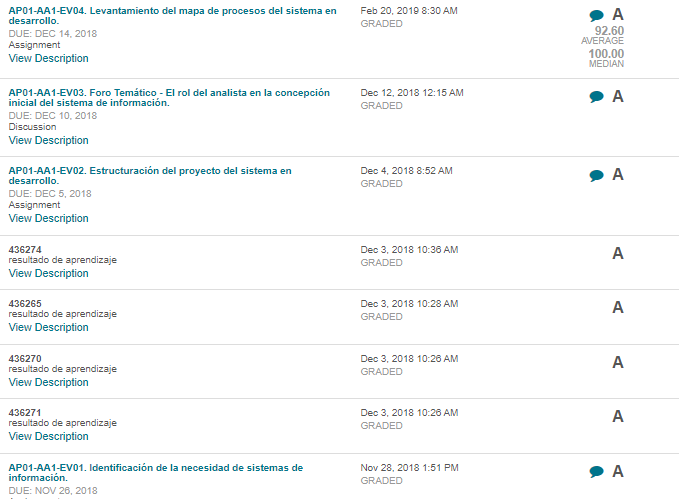 AP01-AA1-EV04. Levantamiento del mapa de procesos del sistema en
desarrollo.
DUE: DEC 14, 2018
Assignment
View Description
Feb 20, 2019 8:30 AM
GRADED
A
92.60
AVERAGE
100.00
MEDIAN
AP01-AA1-EV03. Foro Temático - El rol del analista en la concepción
inicial del sistema de información.
DUE: DEC 10, 2018
Discussion
View Description
Dec 12, 2018 12:15 AM
GRADED
A
AP01-AA1-EV02. Estructuración del proyecto del sistema en
desarrollo.
DUE: DEC 5, 2018
Assignment
View Description
Dec 4, 2018 8:52 AM
GRADED
A
436274
resultado de aprendizaje
View Description
Dec 3, 2018 10:36 AM
GRADED
A
436265
resultado de aprendizaje
View Description
Dec 3, 2018 10:28 AM
GRADED
A
436270
resultado de aprendizaje
View Description
Dec 3, 2018 10:26 AM
GRADED
A
436271
resultado de aprendizaje
View Description
Dec 3, 2018 10:26 AM
GRADED
A
AP01-AA1-EV01. Identificación de la necesidad de sistemas de
información.
DUE: NOV 26, 2018
Nov 28, 2018 1:51 PM
GRADED
A